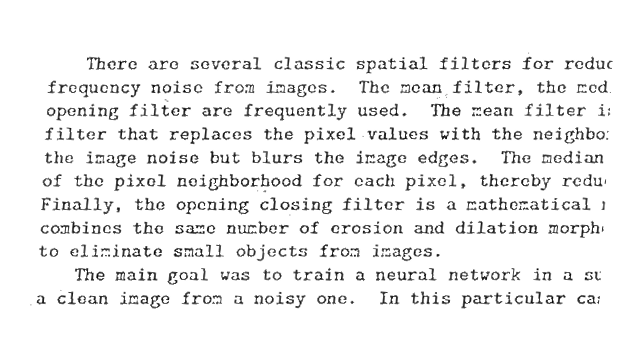 There are several classic spatial filters for reduc
frequency noise from images. The mean filter, the med
opening filter are frequently used. The mean filter i
filter that replaces the pixel values with the neighbo
the image noise but blurs the image edges. The median
of the pixel neighborhood for each pixel, thereby redu
Finally, the opening closing filter is a mathematical
combines the same number of erosion and dilation morph
to eliminate small objects from images.
The main goal was to train a neural network in a su
a clean image from a noisy one. In this particular ca